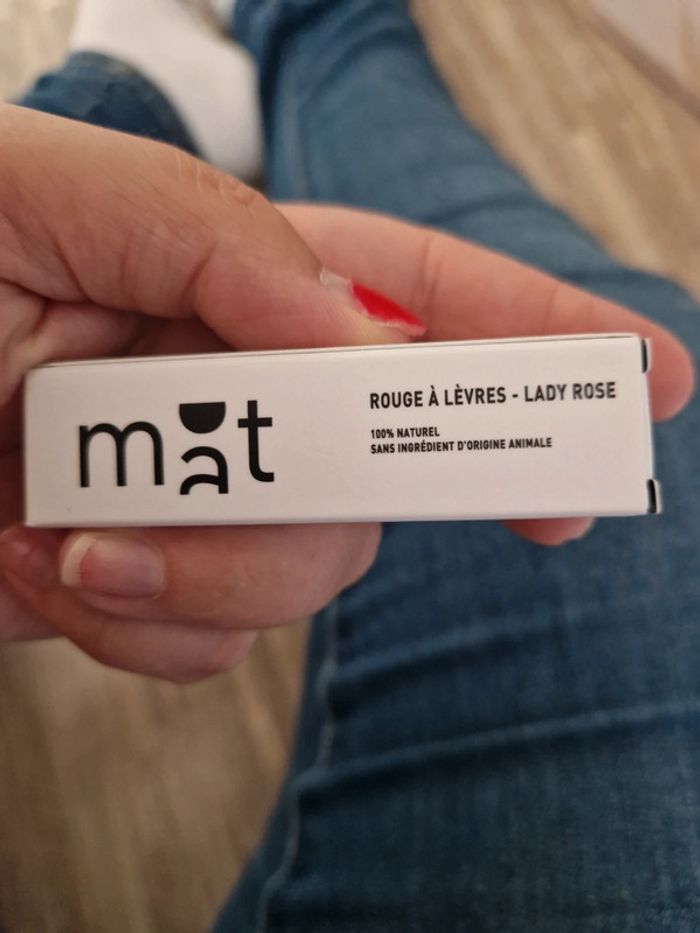 mat
ROUGE À LÈVRES - LADY ROSE
100% NATUREL
SANS INGRÉDIENT D'ORIGINE ANIMALE